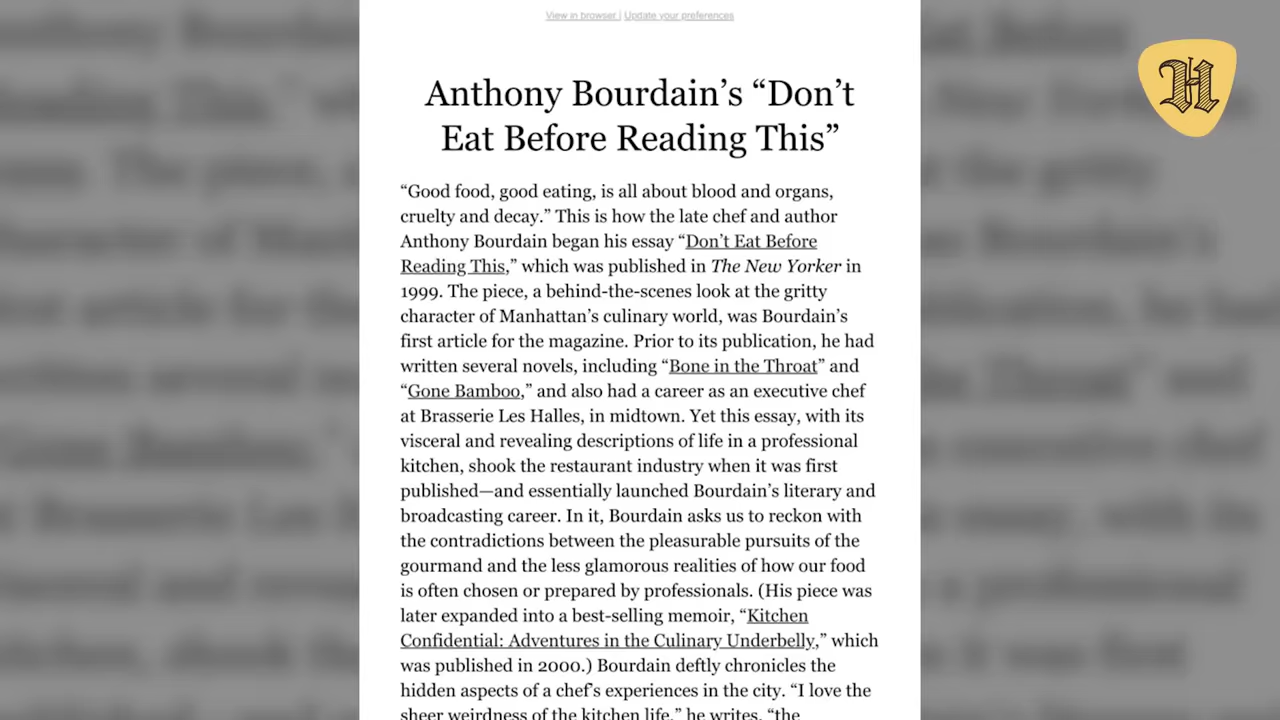 View in browser | Update your preferences
Anthony Bourdain’s “Don’t
Eat Before Reading This”
“Good food, good eating, is all about blood and organs,
cruelty and decay.” This is how the late chef and author
Anthony Bourdain began his essay “Don’t Eat Before
Reading This,” which was published in The New Yorker in
1999. The piece, a behind-the-scenes look at the gritty
character of Manhattan’s culinary world, was Bourdain’s
first article for the magazine. Prior to its publication, he had
written several novels, including “Bone in the Throat” and
“Gone Bamboo,” and also had a career as an executive chef
at Brasserie Les Halles, in midtown. Yet this essay, with its
visceral and revealing descriptions of life in a professional
kitchen, shook the restaurant industry when it was first
published—and essentially launched Bourdain’s literary and
broadcasting career. In it, Bourdain asks us to reckon with
the contradictions between the pleasurable pursuits of the
gourmand and the less glamorous realities of how our food
is often chosen or prepared by professionals. (His piece was
later expanded into a best-selling memoir, “Kitchen
Confidential: Adventures in the Culinary Underbelly,” which
was published in 2000.) Bourdain deftly chronicles the
hidden aspects of a chef’s experiences in the city. “I love the
sheer weirdness of the kitchen life,” he writes, “the
H